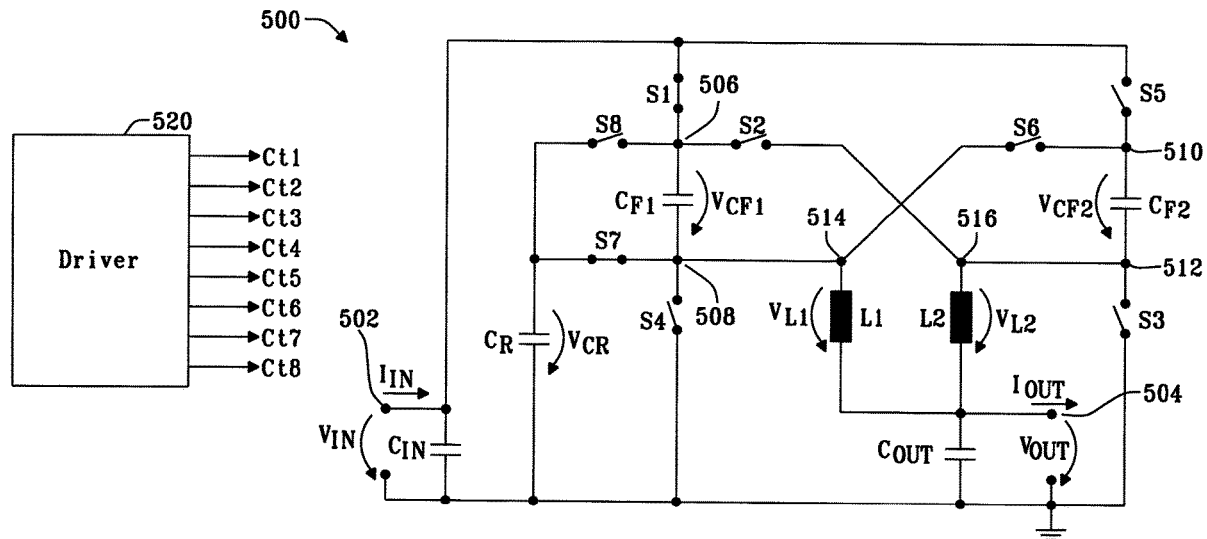 500
520
Driver
Ct1
Ct2
Ct3
Ct4
Ct5
Ct6
Ct7
Ct8
502
IIN
VIN
CIN
S1
506
S8
S2
S6
S5
510
CF1
VCF1
VCF2
CF2
514
516
S7
512
508
S4
VL1
L1
L2
VL2
S3
CR
VCR
IOUT
504
COUT
VOUT